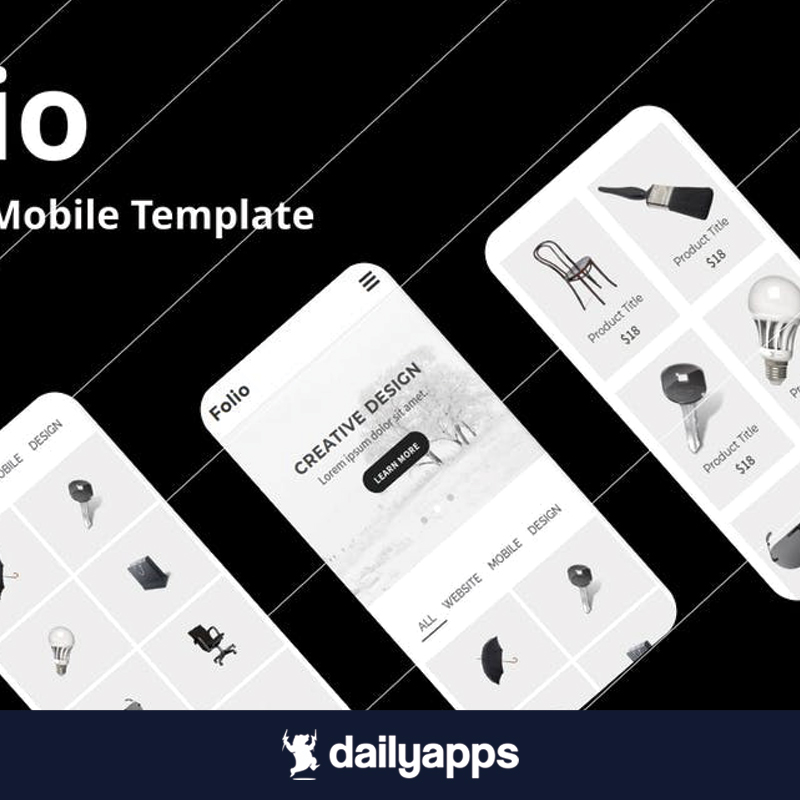 io
Mobile Template
Product Title
$18
Product Title
$18
Product Title
$18
Folio
CREATIVE DESIGN
Lorem ipsum dolor sit amet.
LEARN MORE
ALL WEBSITE MOBILE DESIGN
OBILE DESIGN
dailyapps